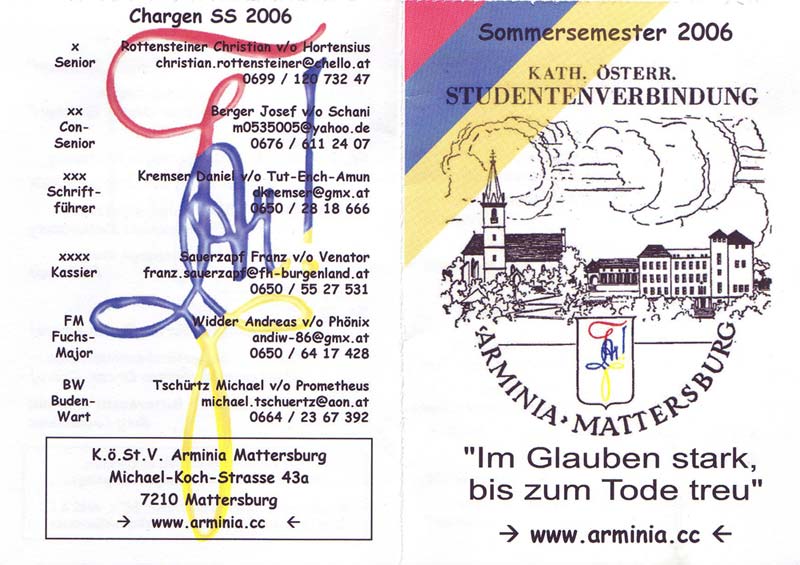 Chargen SS 2006
x Rottensteiner Christian v/o Hortensius
Senior christian.rottensteiner@chello.at
0699 / 120 732 47
xx Berger Josef v/o Schani
Con- m0535005@yahoo.de
Senior 0676 / 611 24 07
xxx Kremser Daniel v/o Tut-Ench-Amun
Schrift- dkremser@gmx.at
führer 0650 / 28 18 666
xxxx Sauerzapf Franz v/o Venator
Kassier franz.sauerzapf@fh-burgenland.at
0650 / 55 27 531
FM Widder Andreas v/o Phönix
Fuchs- andiw-86@gmx.at
Major 0650 / 64 17 428
BW Tschürtz Michael v/o Prometheus
Buden- michael.tschuertz@aon.at
Wart 0664 / 23 67 392
K.ö.St.V. Arminia Mattersburg
Michael-Koch-Strasse 43a
7210 Mattersburg
→ www.arminia.cc ←
Sommersemester 2006
KATH. ÖSTERR.
STUDENTENVERBINDUNG
ARMINIA · MATTERSBURG
"Im Glauben stark,
bis zum Tode treu"
→ www.arminia.cc ←